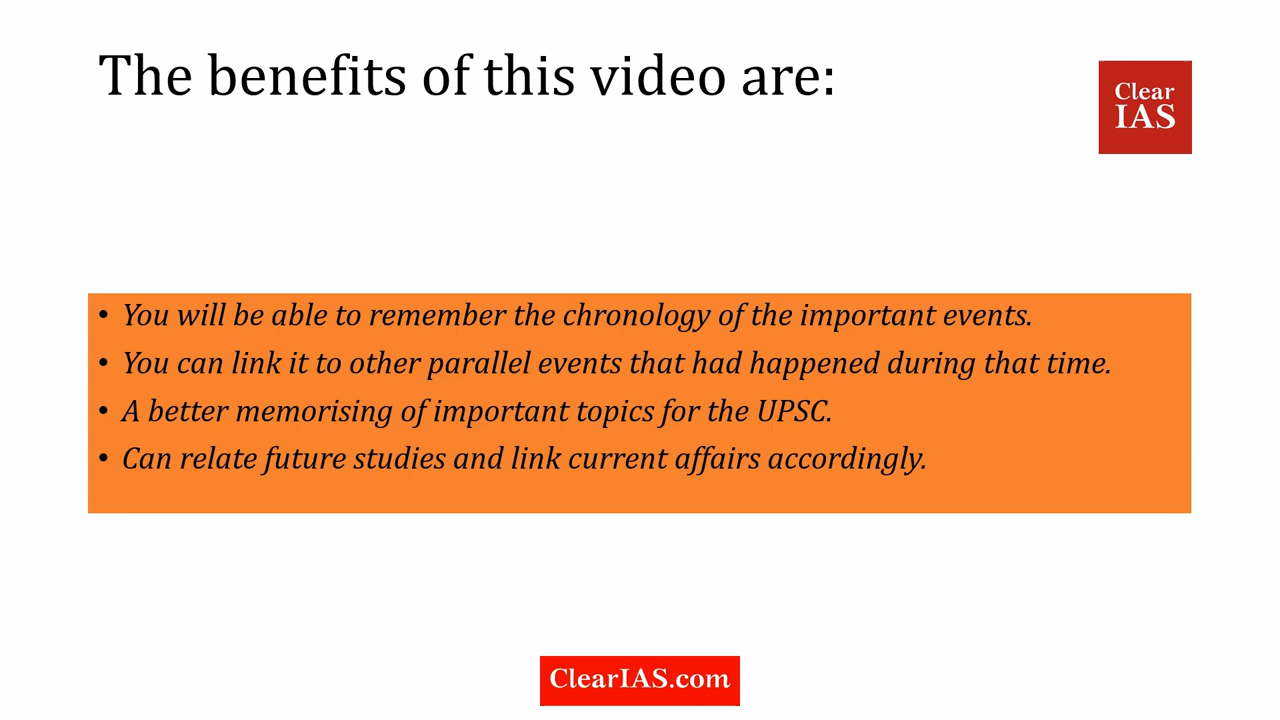 The benefits of this video are:
Clear
IAS
• You will be able to remember the chronology of the important events.
• You can link it to other parallel events that had happened during that time.
• A better memorising of important topics for the UPSC.
• Can relate future studies and link current affairs accordingly.
ClearIAS.com